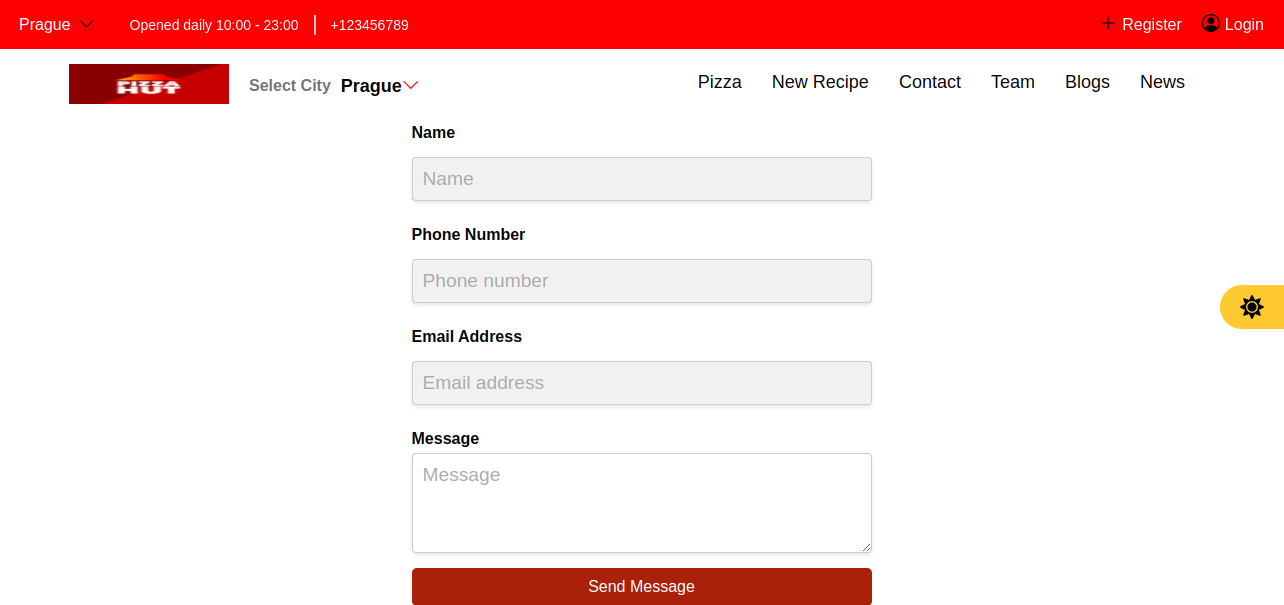 Prague Opened daily 10:00 - 23:00 +123456789 Register Login
PIZZA
HUT
Select City Prague Pizza New Recipe Contact Team Blogs News
Name
Name
Phone Number
Phone number
Email Address
Email address
Message
Message
Send Message